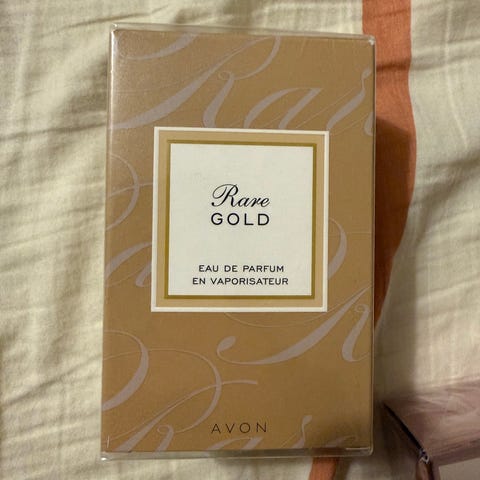 Rare
GOLD
EAU DE PARFUM
EN VAPORISATEUR
AVON